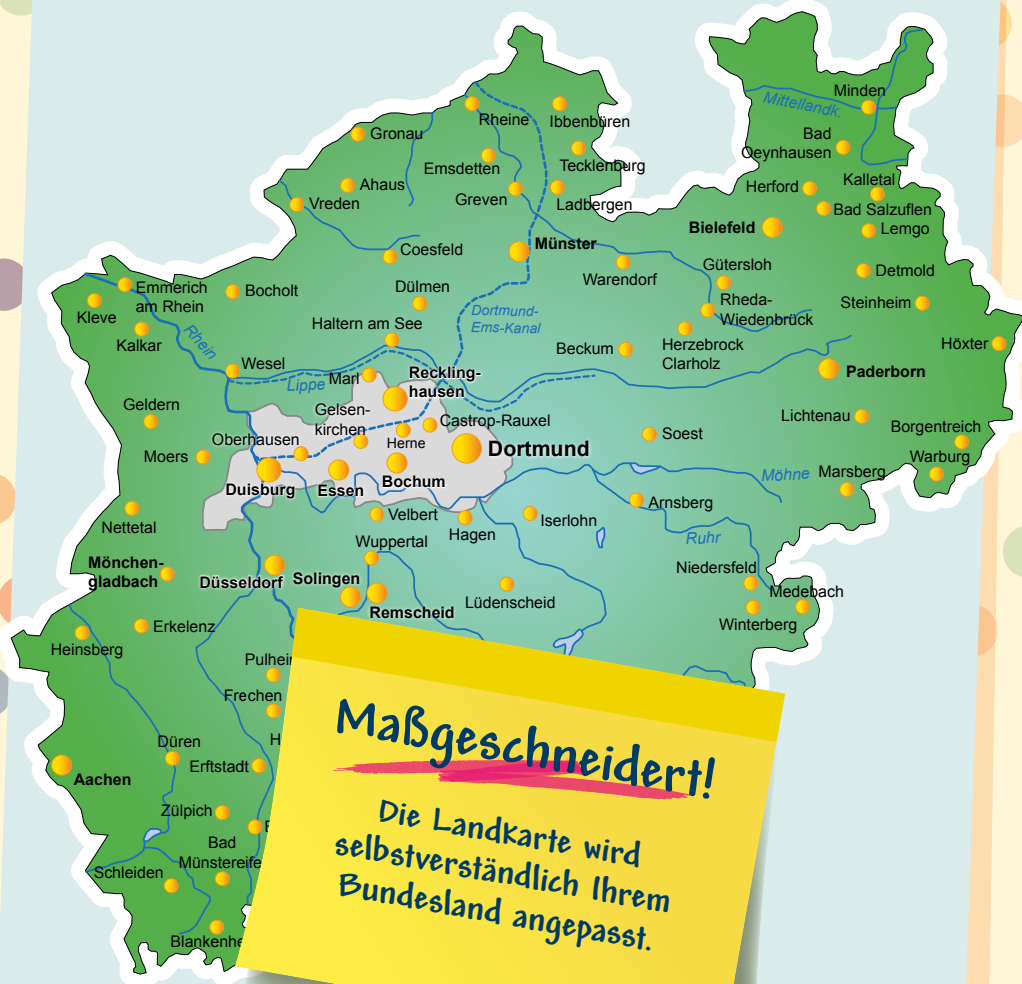 Minden
Mittellandk.
Rheine
Ibbenbüren
Gronau
Bad
Oeynhausen
Emsdetten
Tecklenburg
Ahaus
Herford
Kalletal
Vreden
Greven
Ladbergen
Bad Salzuflen
Bielefeld
Lemgo
Münster
Coesfeld
Warendorf
Gütersloh
Detmold
Emmerich
am Rhein
Bocholt
Dülmen
Rheda-
Wiedenbrück
Steinheim
Kleve
Dortmund-
Ems-Kanal
Haltern am See
Kalkar
Rhein
Beckum
Herzebrock
Clarholz
Höxter
Wesel
Lippe
Marl
Reckling-
hausen
Paderborn
Geldern
Gelsen-
kirchen
Castrop-Rauxel
Lichtenau
Borgentreich
Oberhausen
Herne
Soest
Moers
Dortmund
Warburg
Duisburg
Essen
Bochum
Möhne
Marsberg
Nettetal
Velbert
Hagen
Iserlohn
Arnsberg
Wuppertal
Ruhr
Mönchen-
gladbach
Düsseldorf
Solingen
Niedersfeld
Remscheid
Lüdenscheid
Medebach
Winterberg
Erkelenz
Heinsberg
Pulhei
Frechen
H
Düren
Erftstadt
Aachen
Zülpich
Bad
Münstereife
Schleiden
Blankenhe
Maßgeschneidert!
Die Landkarte wird
selbstverständlich Ihrem
Bundesland angepasst.